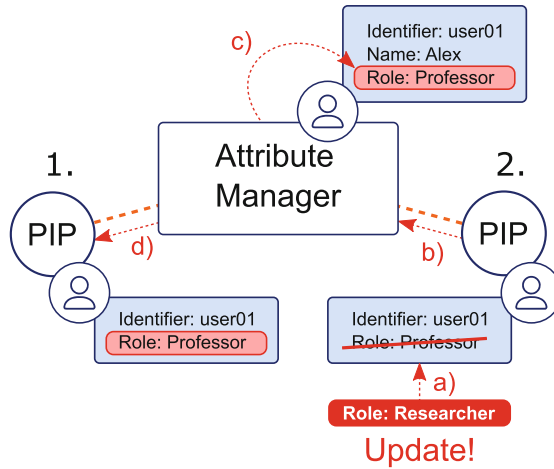 c)
Identifier: user01
Name: Alex
Role: Professor
Attribute
Manager
1.
PIP
d)
2.
PIP
b)
Identifier: user01
Role: Professor
Identifier: user01
Role: Professor
a)
Role: Researcher
Update!